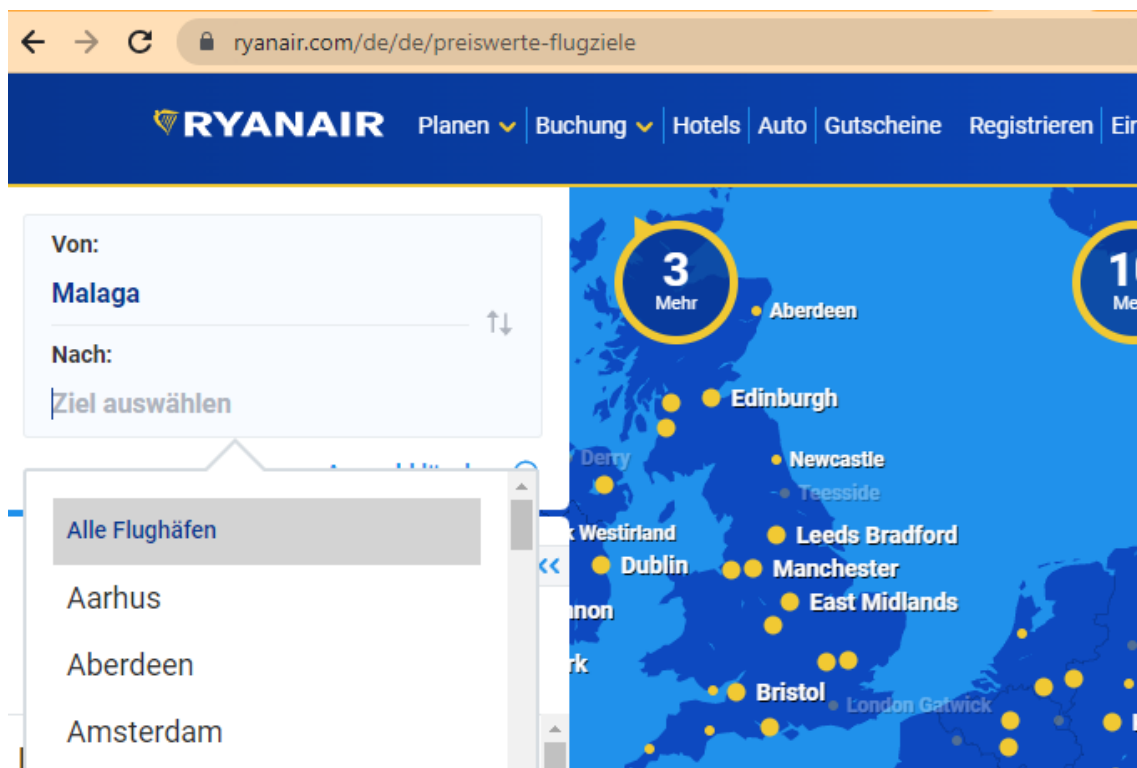 ryanair.com/de/de/preiswerte-flugziele
RYANAIR Planen Buchung Hotels Auto Gutscheine Registrieren
Von:
Malaga
Nach:
Ziel auswählen
Alle Flughäfen
Aarhus
Aberdeen
Amsterdam
3
Mehr
Aberdeen
Edinburgh
Derry
Newcastle
Teesside
Westirland
Leeds Bradford
Dublin
Manchester
East Midlands
Bristol
London Gatwick